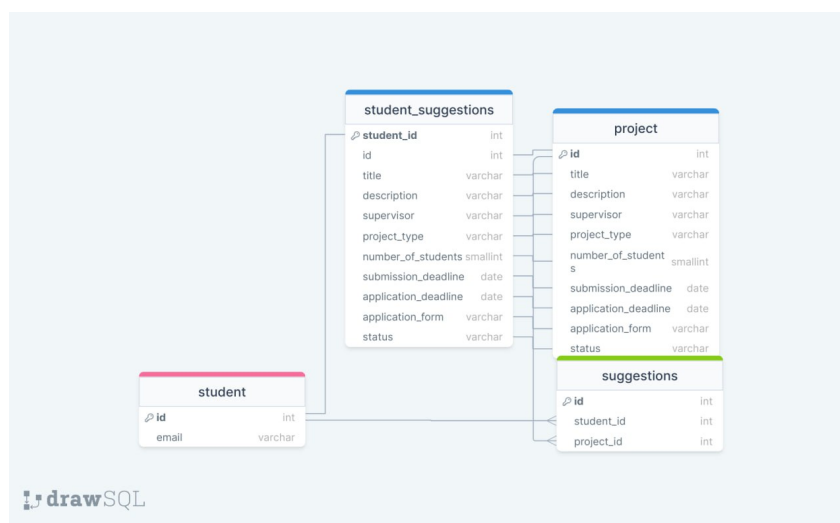 student_suggestions
student_id int
id int
title varchar
description varchar
supervisor varchar
project_type varchar
number_of_students smallint
submission_deadline date
application_deadline date
application_form varchar
status varchar
project
id int
title varchar
description varchar
supervisor varchar
project_type varchar
number_of_student
s smallint
submission_deadline date
application_deadline date
application_form varchar
status varchar
suggestions
id int
student_id int
project_id int
student
id int
email varchar
drawSQL